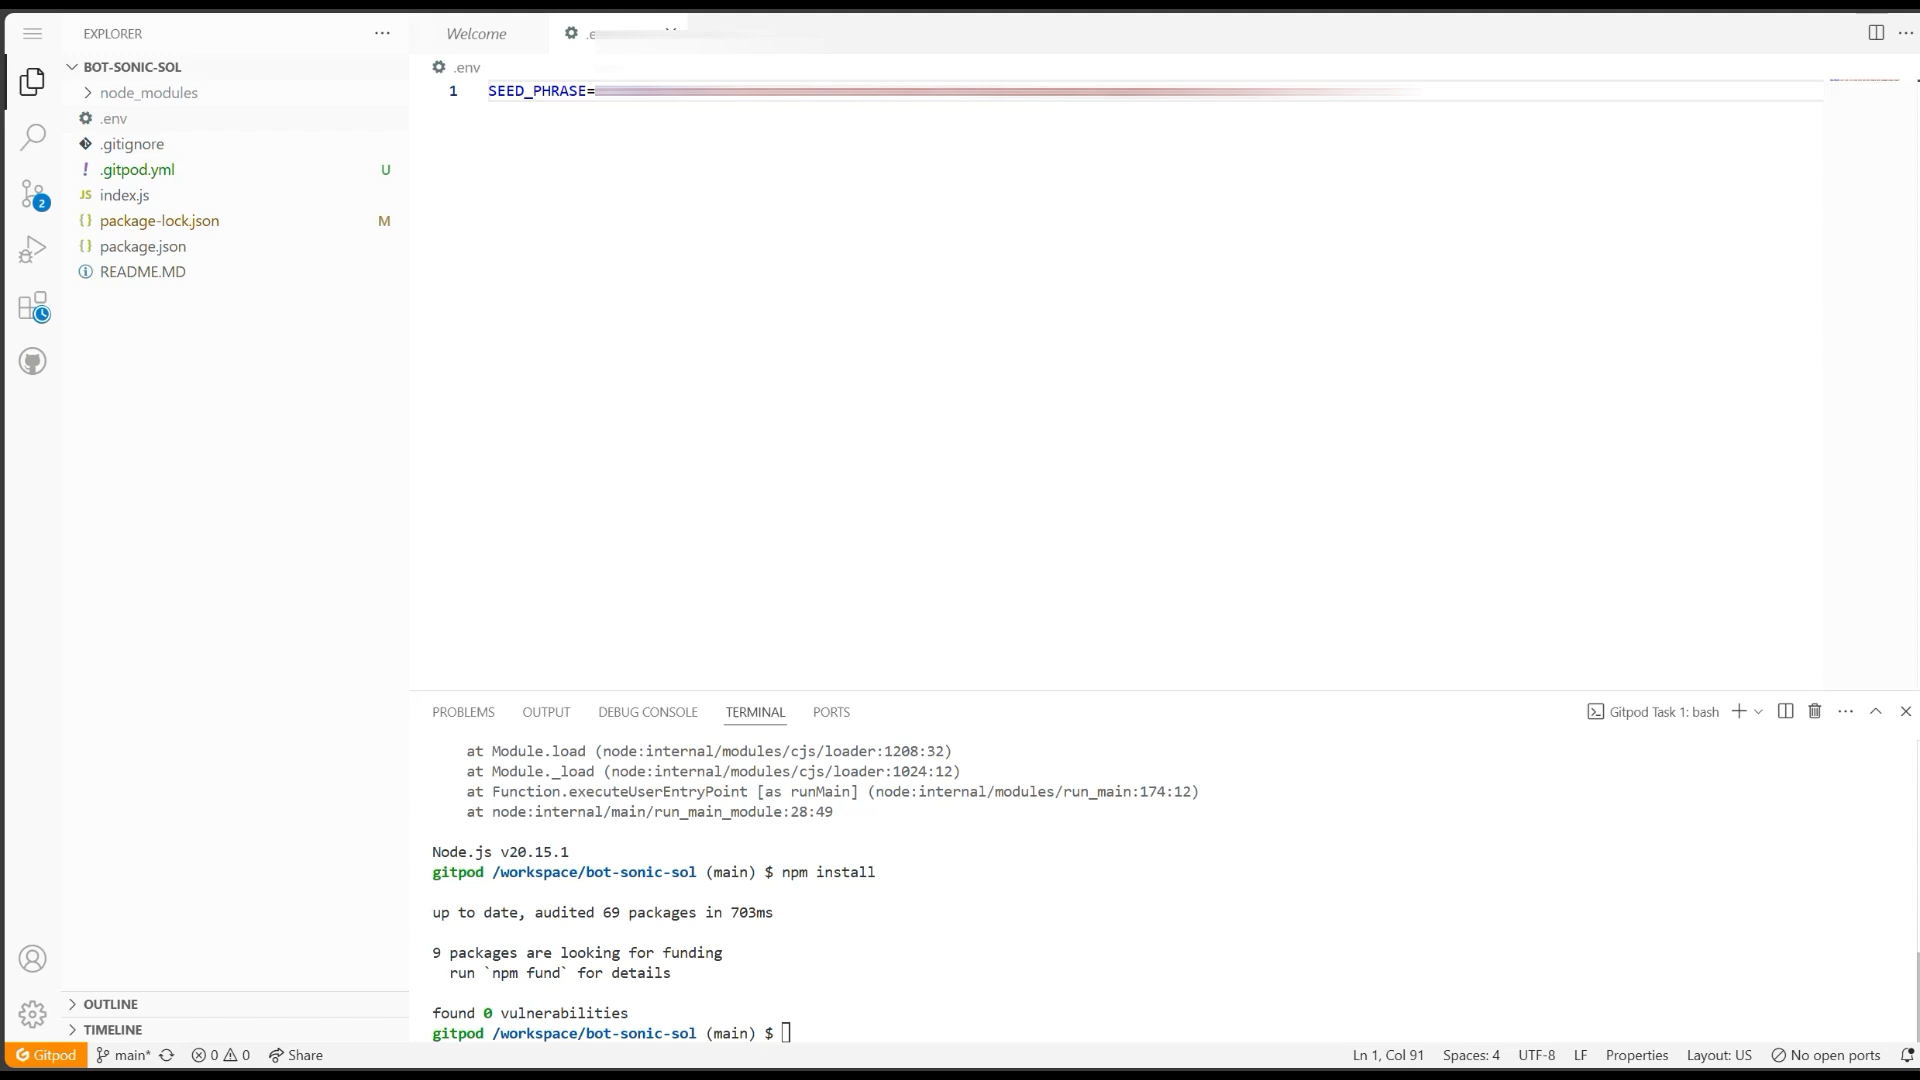 EXPLORER
Welcome
BOT-SONIC-SOL
node_modules
.env
.gitignore
.gitpod.yml U
JS index.js
{} package-lock.json M
{} package.json
README.MD
2
OUTLINE
TIMELINE
.env
1 SEED_PHRASE=
PROBLEMS OUTPUT DEBUG CONSOLE TERMINAL PORTS
Gitpod Task 1: bash
at Module.load (node:internal/modules/cjs/loader:1208:32)
at Module._load (node:internal/modules/cjs/loader:1024:12)
at Function.executeUserEntryPoint [as runMain] (node:internal/modules/run_main:174:12)
at node:internal/main/run_main_module:28:49
Node.js v20.15.1
gitpod /workspace/bot-sonic-sol (main) $ npm install
up to date, audited 69 packages in 703ms
9 packages are looking for funding
run `npm fund` for details
found 0 vulnerabilities
gitpod /workspace/bot-sonic-sol (main) $
Gitpod main* 0 0 Share Ln 1, Col 91 Spaces: 4 UTF-8 LF Properties Layout: US No open ports